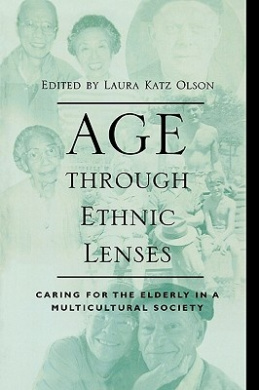 EDITED BY LAURA KATZ OLSON
AGE
THROUGH
ETHNIC
LENSES
CARING FOR THE ELDERLY IN A
MULTICULTURAL SOCIETY